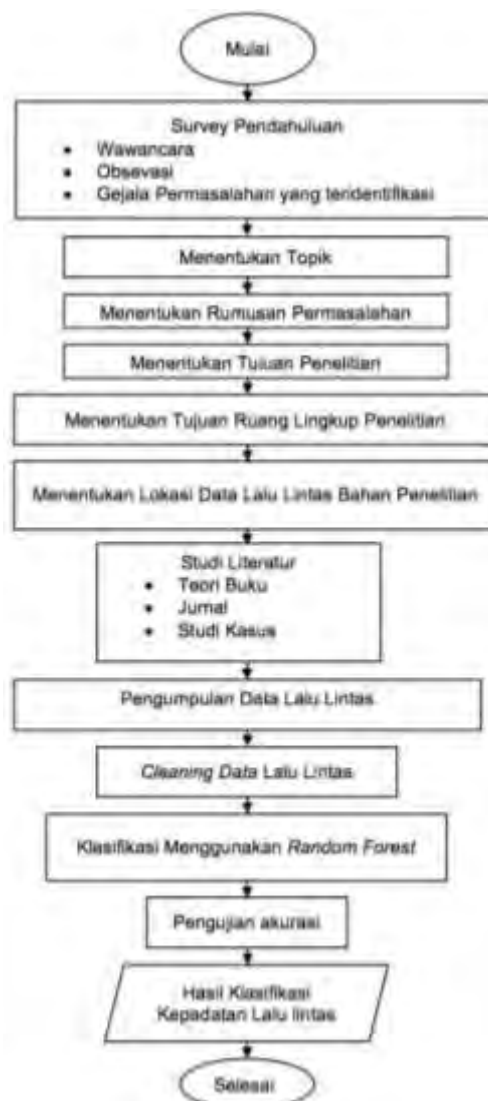 Mulai
Survey Pendahuluan
• Wawancara
• Obsevasi
• Gejala Permasalahan yang teridentifikasi
Menentukan Topik
Menentukan Rumusan Permasalahan
Menentukan Tujuan Penelitian
Menentukan Tujuan Ruang Lingkup Penelitian
Menentukan Lokasi Data Lalu Lintas Bahan Penelitian
Studi Literatur
• Teori Buku
• Jurnal
• Studi Kasus
Pengumpulan Data Lalu Lintas
Cleaning Data Lalu Lintas
Klasifikasi Menggunakan Random Forest
Pengujian akurasi
Hasil Klasifikasi
Kepadatan Lalu lintas
Selesai